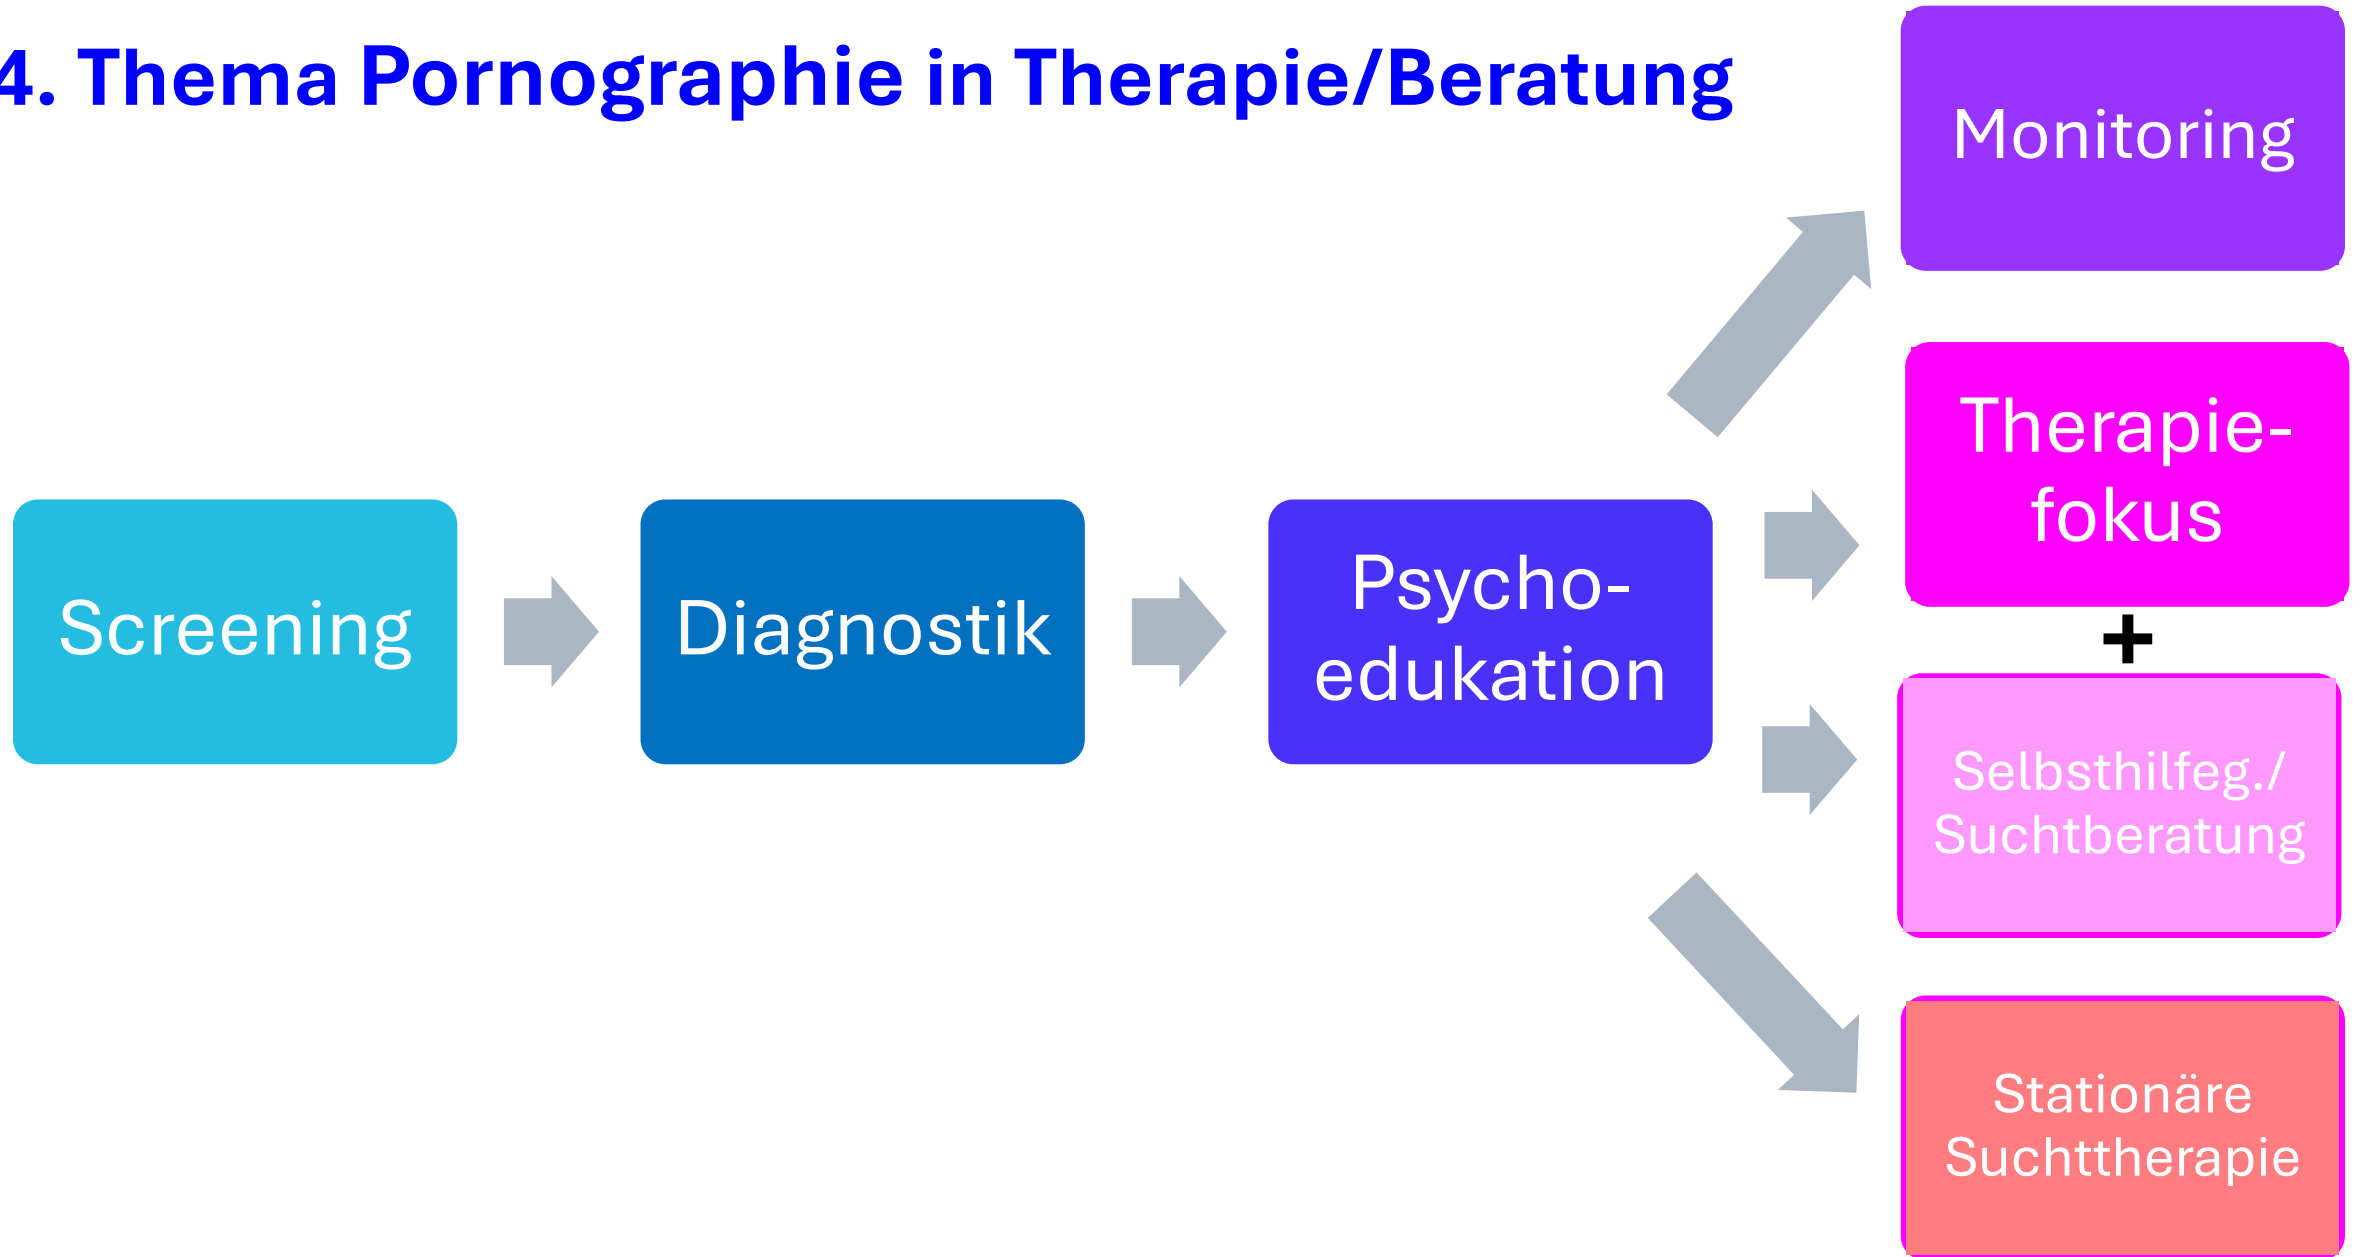 4. Thema Pornographie in Therapie/Beratung
Screening
Diagnostik
Psycho-
edukation
Monitoring
Therapie-
fokus
+
Selbsthilfeg./
Suchtberatung
Stationäre
Suchttherapie